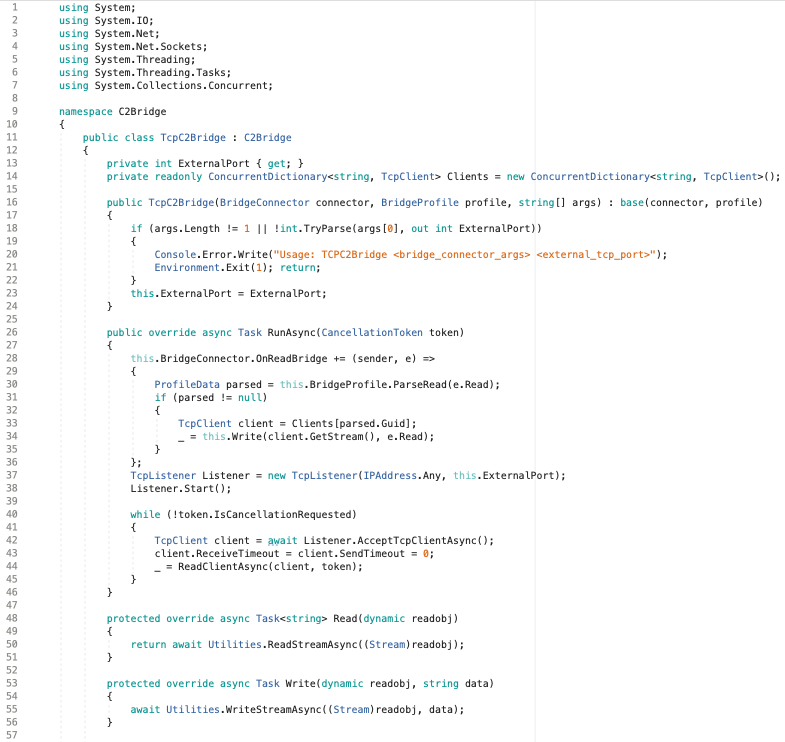 1 using System;
2 using System.IO;
3 using System.Net;
4 using System.Net.Sockets;
5 using System.Threading;
6 using System.Threading.Tasks;
7 using System.Collections.Concurrent;
8
9 namespace C2Bridge
10 {
11 public class TcpC2Bridge : C2Bridge
12 {
13 private int ExternalPort { get; }
14 private readonly ConcurrentDictionary<string, TcpClient> Clients = new ConcurrentDictionary<string, TcpClient>();
15
16 public TcpC2Bridge(BridgeConnector connector, BridgeProfile profile, string[] args) : base(connector, profile)
17 {
18 if (args.Length != 1 || !int.TryParse(args[0], out int ExternalPort))
19 {
20 Console.Error.Write("Usage: TCPC2Bridge <bridge_connector_args> <external_tcp_port>");
21 Environment.Exit(1); return;
22 }
23 this.ExternalPort = ExternalPort;
24 }
25
26 public override async Task RunAsync(CancellationToken token)
27 {
28 this.BridgeConnector.OnReadBridge += (sender, e) =>
29 {
30 ProfileData parsed = this.BridgeProfile.ParseRead(e.Read);
31 if (parsed != null)
32 {
33 TcpClient client = Clients[parsed.Guid];
34 _ = this.Write(client.GetStream(), e.Read);
35 }
36 };
37 TcpListener Listener = new TcpListener(IPAddress.Any, this.ExternalPort);
38 Listener.Start();
39
40 while (!token.IsCancellationRequested)
41 {
42 TcpClient client = await Listener.AcceptTcpClientAsync();
43 client.ReceiveTimeout = client.SendTimeout = 0;
44 _ = ReadClientAsync(client, token);
45 }
46 }
47
48 protected override async Task<string> Read(dynamic readobj)
49 {
50 return await Utilities.ReadStreamAsync((Stream)readobj);
51 }
52
53 protected override async Task Write(dynamic readobj, string data)
54 {
55 await Utilities.WriteStreamAsync((Stream)readobj, data);
56 }
57